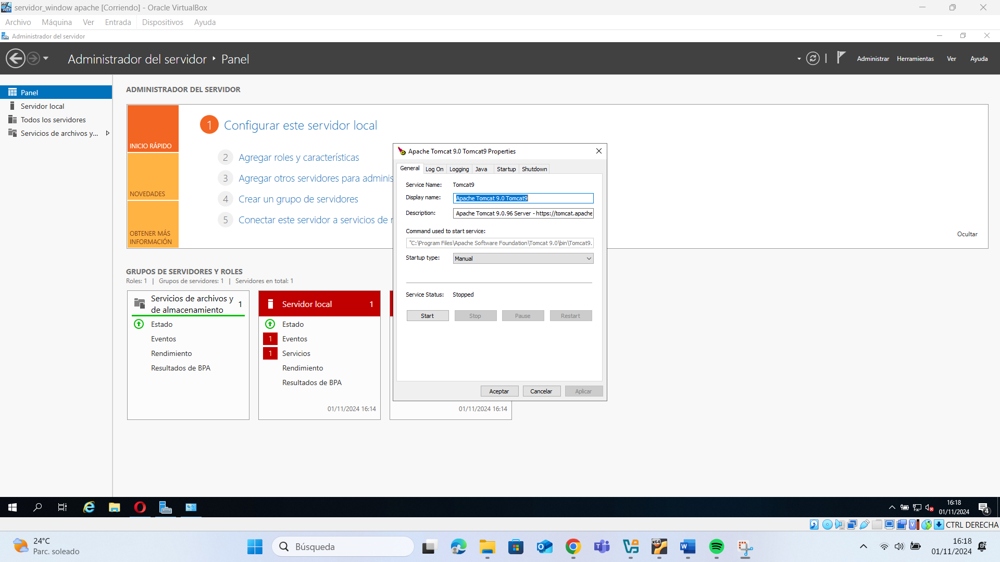 servidor_window apache [Corriendo] - Oracle VirtualBox
Archivo Máquina Ver Entrada Dispositivos Ayuda
Administrador del servidor
Administrador del servidor Panel
Administrar Herramientas Ver Ayuda
Panel
Servidor local
Todos los servidores
Servicios de archivos y...
ADMINISTRADOR DEL SERVIDOR
INICIO RÁPIDO
NOVEDADES
OBTENER MÁS
INFORMACIÓN
1 Configurar este servidor local
2 Agregar roles y características
3 Agregar otros servidores para adminis
4 Crear un grupo de servidores
5 Conectar este servidor a servicios de
Ocultar
GRUPOS DE SERVIDORES Y ROLES
Roles: 1 | Grupos de servidores: 1 | Servidores en total: 1
Servicios de archivos y
de almacenamiento
1
Estado
Eventos
Rendimiento
Resultados de BPA
Servidor local 1
Estado
1 Eventos
1 Servicios
Rendimiento
Resultados de BPA
01/11/2024 16:14
01/11/2024 16:14
Apache Tomcat 9.0 Tomcat9 Properties
General Log On Logging Java Startup Shutdown
Service Name: Tomcat9
Display name: Apache Tomcat 9.0 Tomcat9
Description: Apache Tomcat 9.0.96 Server - https://tomcat.apache
Command used to start service:
"C:\Program Files\Apache Software Foundation\Tomcat 9.0\bin\Tomcat9.
Startup type: Manual
Service Status: Stopped
Start Stop Pause Restart
Aceptar Cancelar Aplicar
16:18
01/11/2024
4
CTRL DERECHA
24°C
Parc. soleado
Búsqueda
16:18
01/11/2024